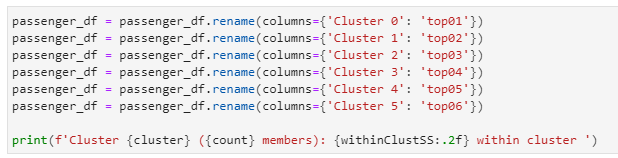 passenger_df = passenger_df.rename(columns={'Cluster 0': 'top01'})
passenger_df = passenger_df.rename(columns={'Cluster 1': 'top02'})
passenger_df = passenger_df.rename(columns={'Cluster 2': 'top03'})
passenger_df = passenger_df.rename(columns={'Cluster 3': 'top04'})
passenger_df = passenger_df.rename(columns={'Cluster 4': 'top05'})
passenger_df = passenger_df.rename(columns={'Cluster 5': 'top06'})
print(f'Cluster {cluster} ({count} members): {withinClustSS:.2f} within cluster ')